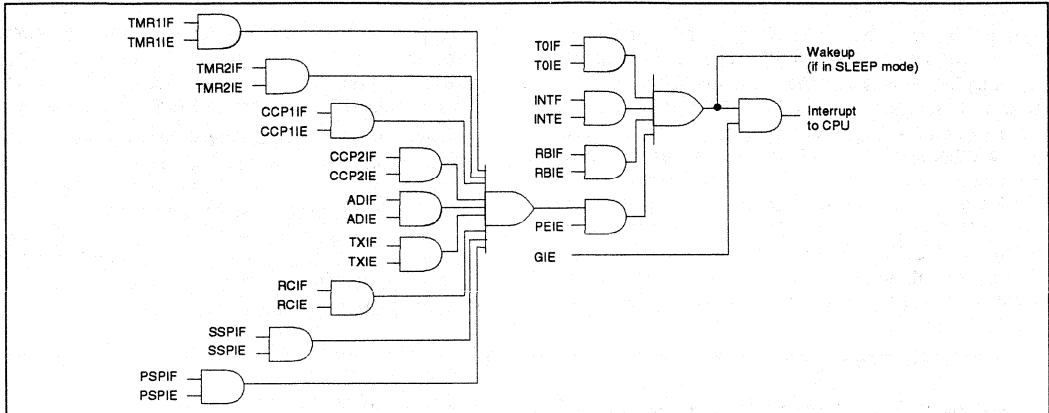 TMR1IF
TMR1IE
TMR2IF
TMR2IE
CCP1IF
CCP1IE
CCP2IF
CCP2IE
ADIF
ADIE
TXIF
TXIE
RCIF
RCIE
SSPIF
SSPIE
PSPIF
PSPIE
T0IF
T0IE
INTF
INTE
RBIF
RBIE
PEIE
GIE
Wakeup
(if in SLEEP mode)
Interrupt
to CPU